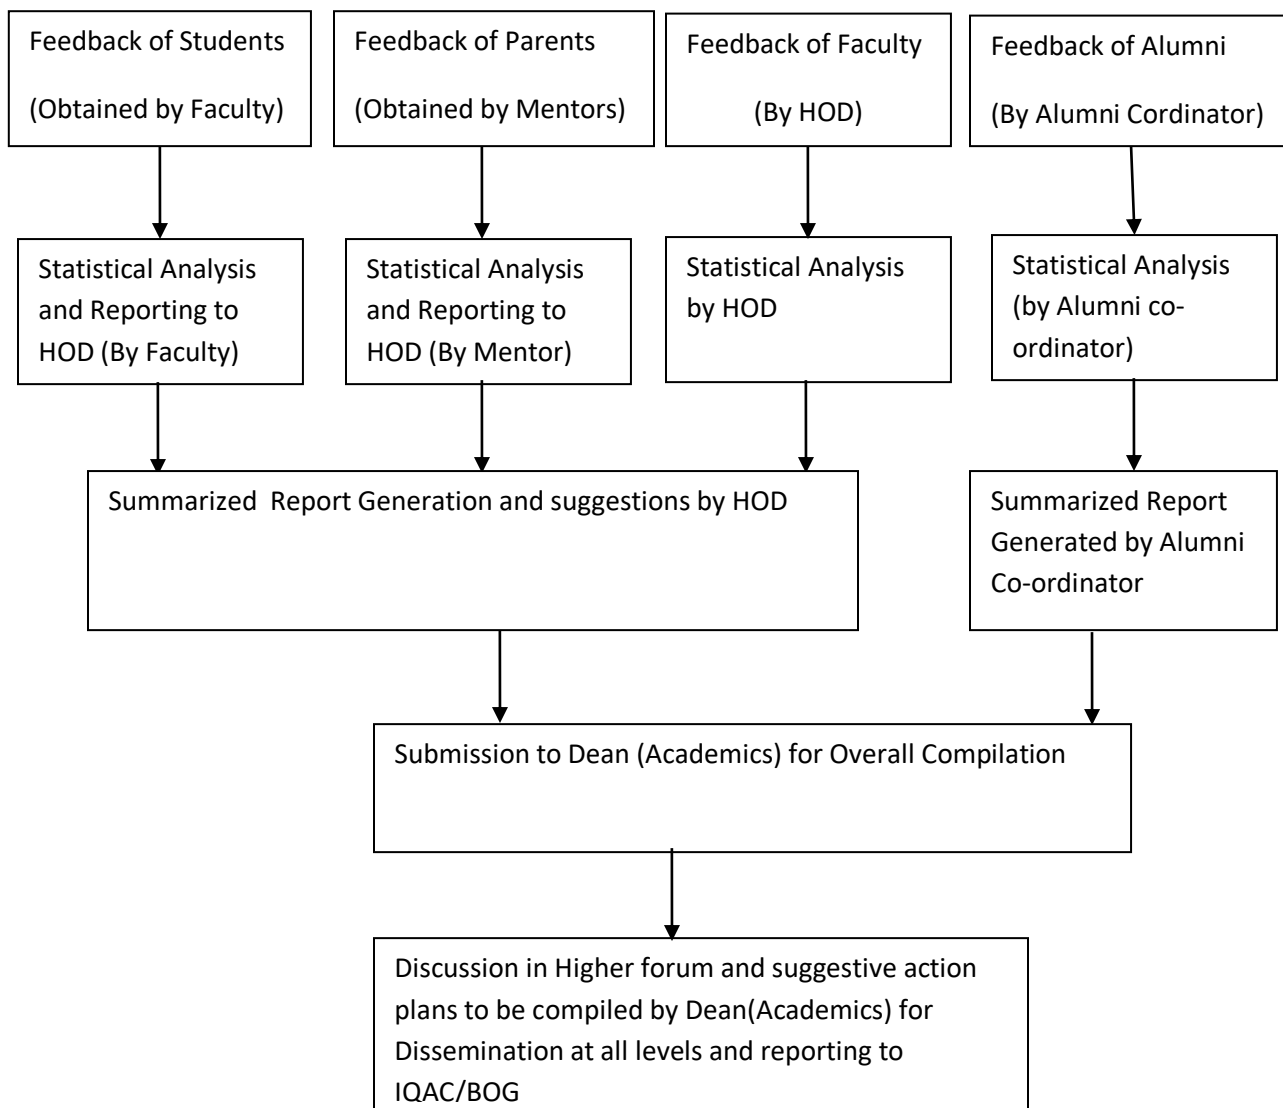 Feedback of Students
(Obtained by Faculty)
Feedback of Parents
(Obtained by Mentors)
Feedback of Faculty
(By HOD)
Feedback of Alumni
(By Alumni Cordinator)
Statistical Analysis
and Reporting to
HOD (By Faculty)
Statistical Analysis
and Reporting to
HOD (By Mentor)
Statistical Analysis
by HOD
Statistical Analysis
(by Alumni co-
ordinator)
Summarized  Report Generation and suggestions by HOD
Summarized Report
Generated by Alumni
Co-ordinator
Submission to Dean (Academics) for Overall Compilation
Discussion in Higher forum and suggestive action
plans to be compiled by Dean(Academics) for
Dissemination at all levels and reporting to
IQAC/BOG